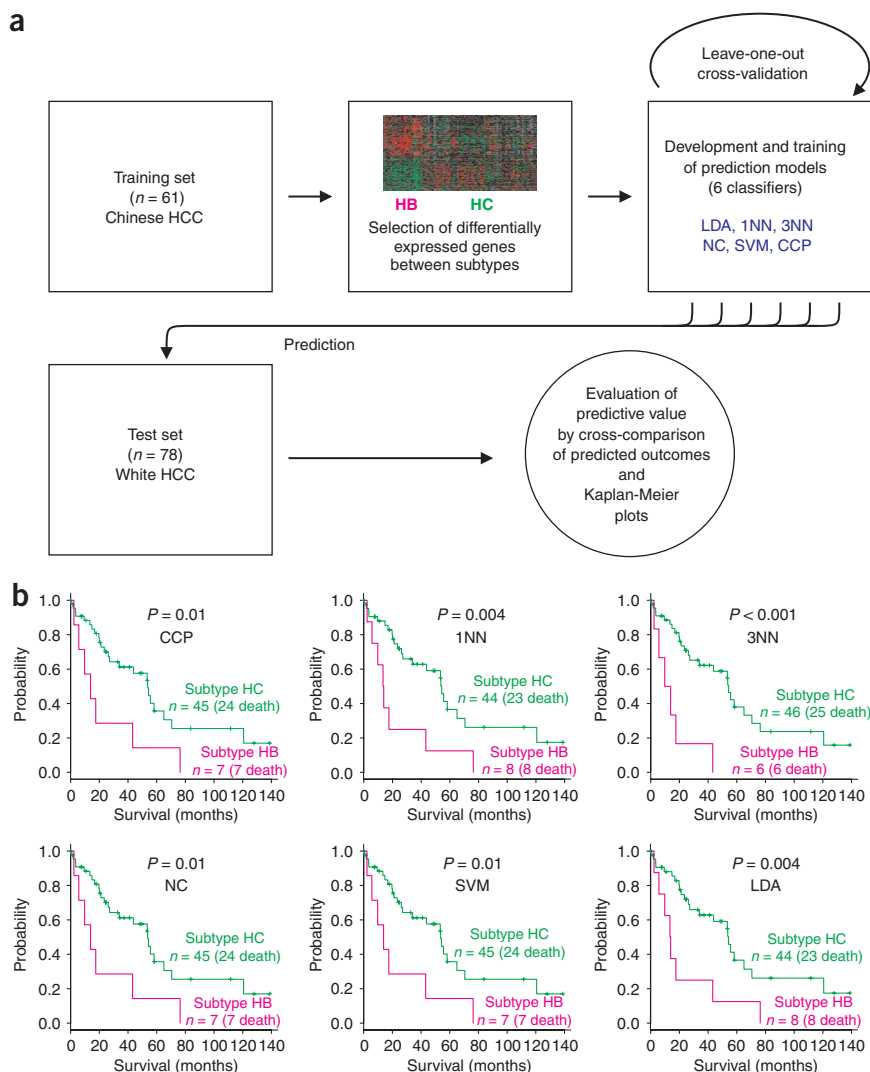 a
Leave-one-out
cross-validation
Training set
(n = 61)
Chinese HCC
HB HC
Selection of differentially
expressed genes
between subtypes
Development and training
of prediction models
(6 classifiers)
LDA, 1NN, 3NN
NC, SVM, CCP
Prediction
Test set
(n = 78)
White HCC
Evaluation of
predictive value
by cross-comparison
of predicted outcomes
and
Kaplan-Meier
plots
b
Probability
1.0
0.8
0.6
0.4
0.2
0.0
P = 0.01
CCP
Subtype HC
n = 45 (24 death)
Subtype HB
n = 7 (7 death)
0 20 40 60 80 100 120 140
Survival (months)
Probability
1.0
0.8
0.6
0.4
0.2
0.0
P = 0.004
1NN
Subtype HC
n = 44 (23 death)
Subtype HB
n = 8 (8 death)
0 20 40 60 80 100 120 140
Survival (months)
Probability
1.0
0.8
0.6
0.4
0.2
0.0
P < 0.001
3NN
Subtype HC
n = 46 (25 death)
Subtype HB
n = 6 (6 death)
0 20 40 60 80 100 120 140
Survival (months)
Probability
1.0
0.8
0.6
0.4
0.2
0.0
P = 0.01
NC
Subtype HC
n = 45 (24 death)
Subtype HB
n = 7 (7 death)
0 20 40 60 80 100 120 140
Survival (months)
Probability
1.0
0.8
0.6
0.4
0.2
0.0
P = 0.01
SVM
Subtype HC
n = 45 (24 death)
Subtype HB
n = 7 (7 death)
0 20 40 60 80 100 120 140
Survival (months)
Probability
1.0
0.8
0.6
0.4
0.2
0.0
P = 0.004
LDA
Subtype HC
n = 44 (23 death)
Subtype HB
n = 8 (8 death)
0 20 40 60 80 100 120 140
Survival (months)